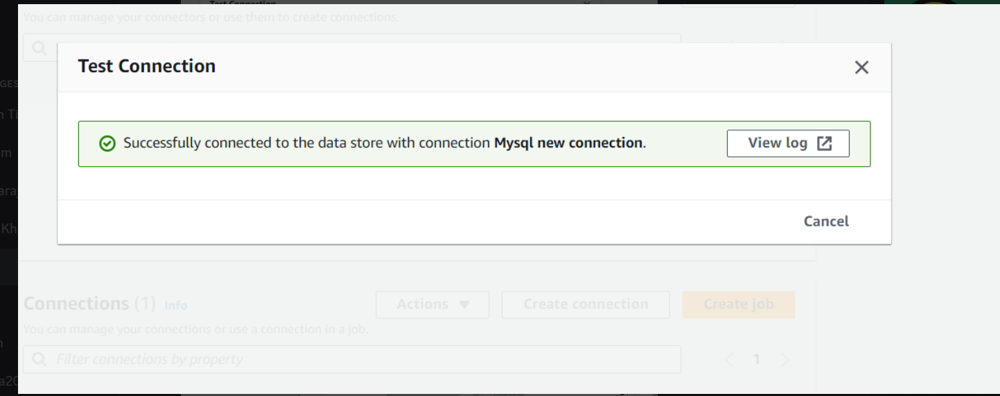 Test Connection
You can manage your connectors or use them to create connections.
Test Connection
Successfully connected to the data store with connection Mysql new connection.
View log
Cancel
Connections (1) Info
Actions
Create connection
Create job
You can manage your connections or use a connection in a job.
Filter connections by property
1